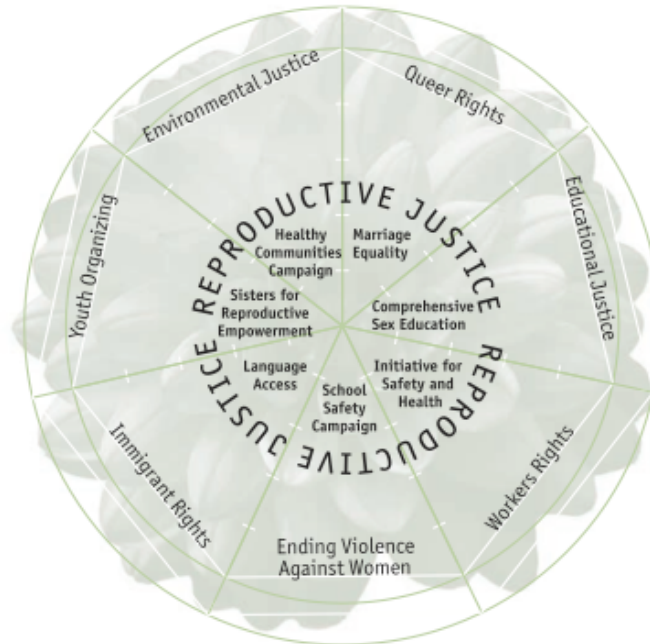 Environmental Justice
Queer Rights
Educational Justice
Workers Rights
Ending Violence
Against Women
Immigrant Rights
Youth Organizing
REPRODUCTIVE JUSTICE REPRODUCTIVE JUSTICE
Healthy
Communities
Campaign
Marriage
Equality
Comprehensive
Sex Education
Initiative for
Safety and
Health
School
Safety
Campaign
Language
Access
Sisters for
Reproductive
Empowerment